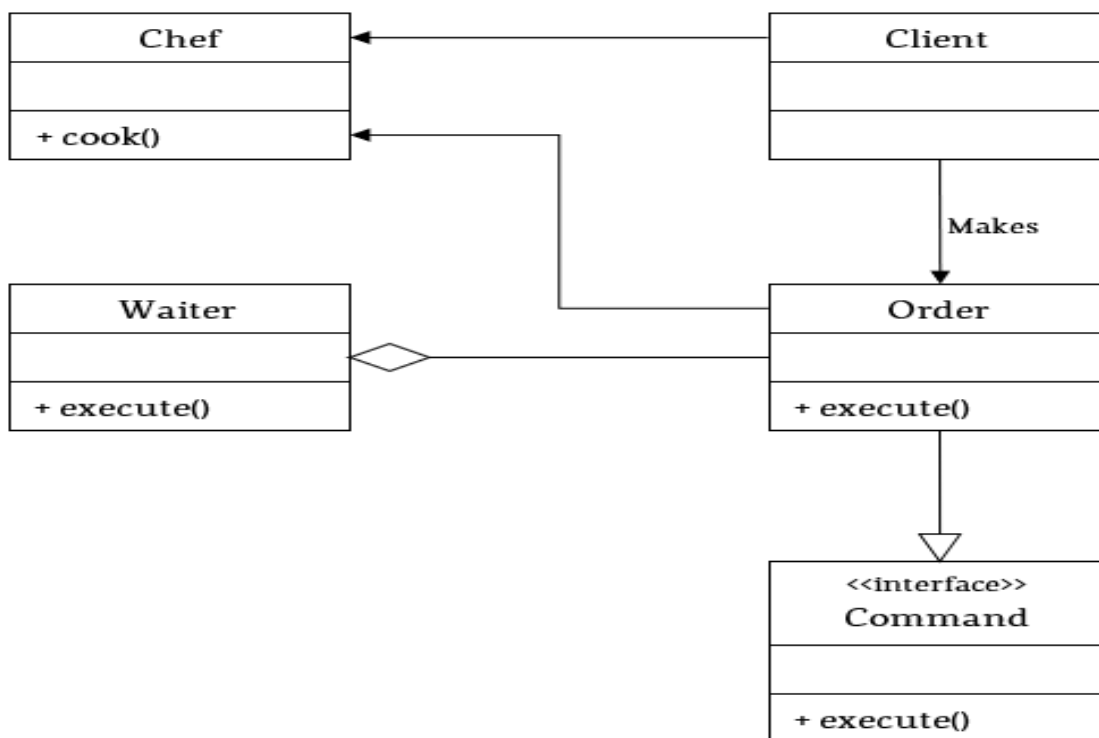 Chef
Client
+ cook()
Makes
Waiter
Order
+ execute()
+ execute()
<<interface>>
Command
+ execute()